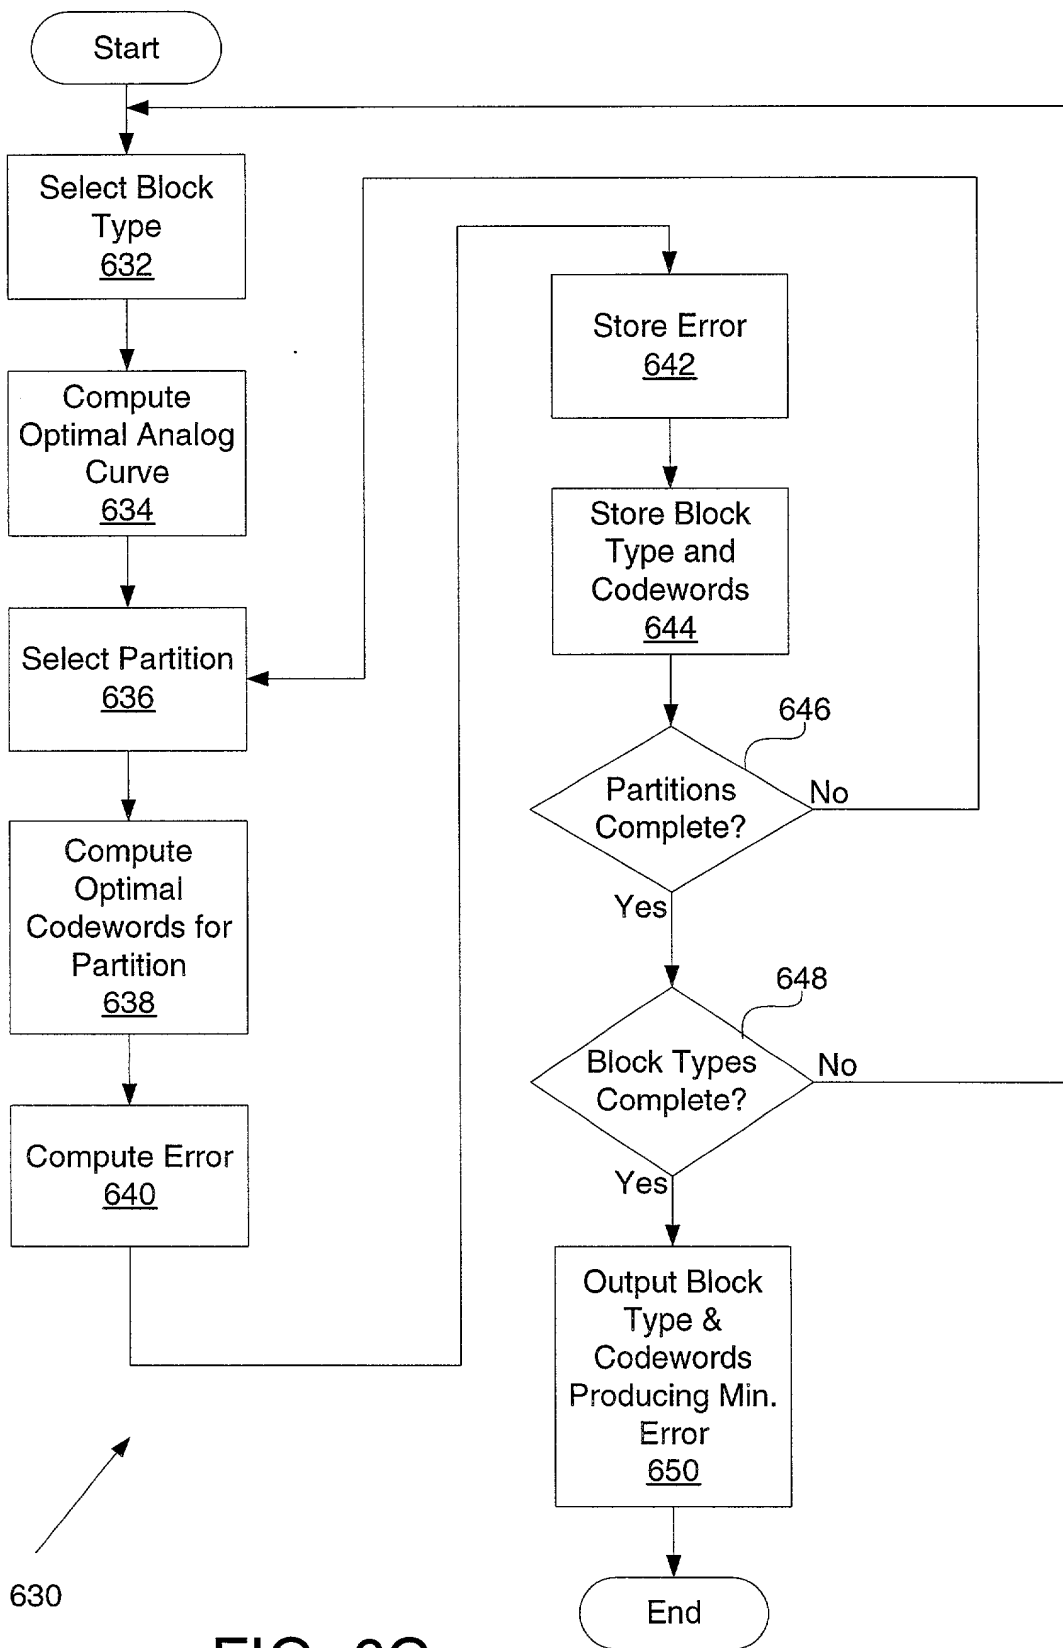 Start
Select Block
Type
632
Compute
Optimal Analog
Curve
634
Select Partition
636
Compute
Optimal
Codewords for
Partition
638
Compute Error
640
630
Store Error
642
Store Block
Type and
Codewords
644
646
Partitions
Complete?
No
Yes
648
Block Types
Complete?
No
Yes
Output Block
Type &
Codewords
Producing Min.
Error
650
End